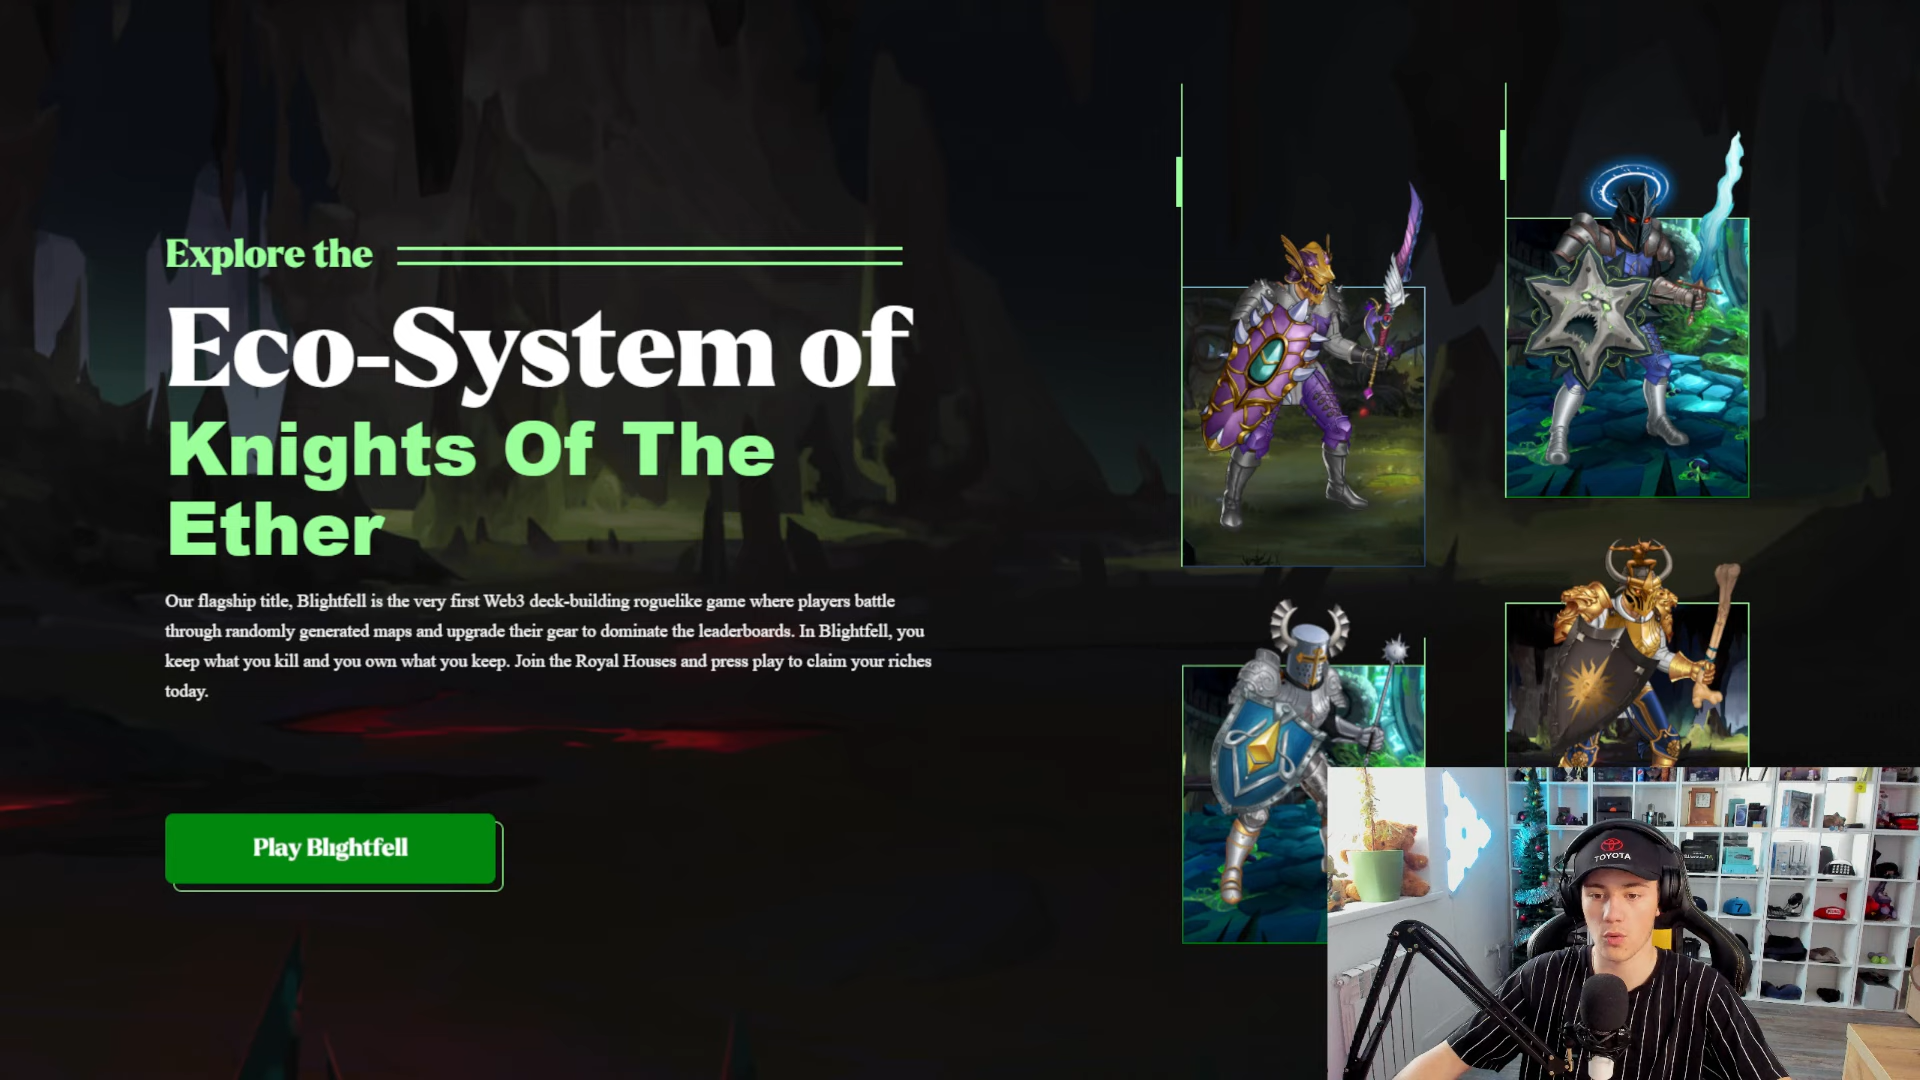 Explore the
Eco-System of
Knights Of The
Ether
Our flagship title, Blightfell is the very first Web3 deck-building roguelike game where players battle
through randomly generated maps and upgrade their gear to dominate the leaderboards. In Blightfell, you
keep what you kill and you own what you keep. Join the Royal Houses and press play to claim your riches
today.
Play Blightfell
TOYOTA